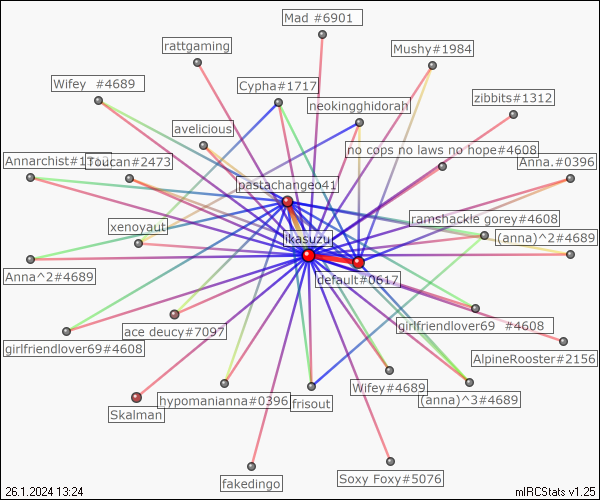 Mad #6901
rattgaming
Mushy#1984
Wifey #4689
Cypha#1717
neokingghidorah
zibbits#1312
avelicious
no cops no laws no hope#4608
Annarchist#1
Toucan#2473
Anna.#0396
pastachangeo41
xenoyaut
ramshackle gorey#4608
ikasuzu
(anna)^2#4689
Anna^2#4689
default#0617
ace deucy#7097
girlfriendlover69 #4608
girlfriendlover69#4608
AlpineRooster#2156
Wifey#4689
hypomanianna#0396
frisout
(anna)^3#4689
Skalman
fakedingo
Soxy Foxy#5076
26.1.2024 13:24
mIRCStats v1.25